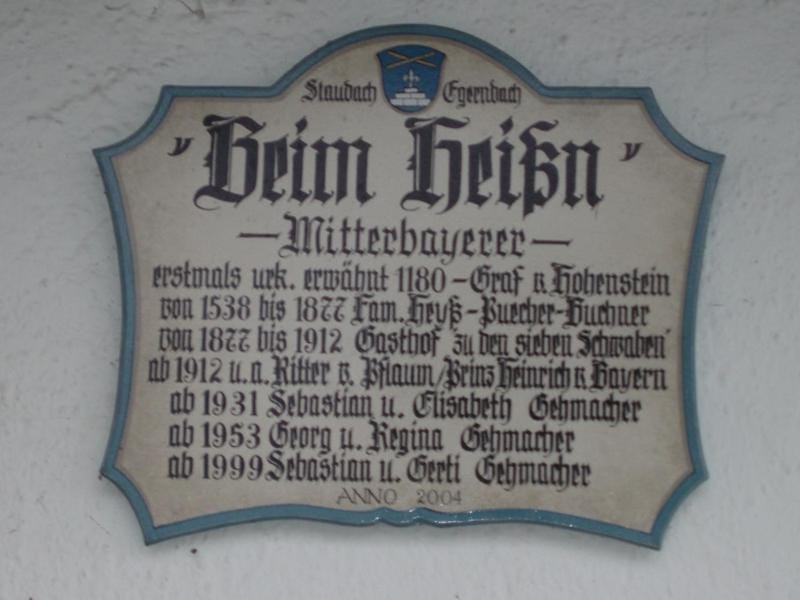 Staudach Egerndach
"Beim Heißn"
— Mitterbayerer —
erstmals urk. erwähnt 1180 - Graf v. Hohenstein
von 1538 bis 1877 Fam. Heyß - Puecher - Huchner
von 1877 bis 1912 Gasthof "zu den sieben Schwaben"
ab 1912 u.a. Ritter v. Pflaum/Prinz Heinrich v. Bayern
ab 1931 Sebastian u. Elisabeth Gehmacher
ab 1953 Georg u. Regina Gehmacher
ab 1999 Sebastian u. Gerti Gehmacher
ANNO 2004